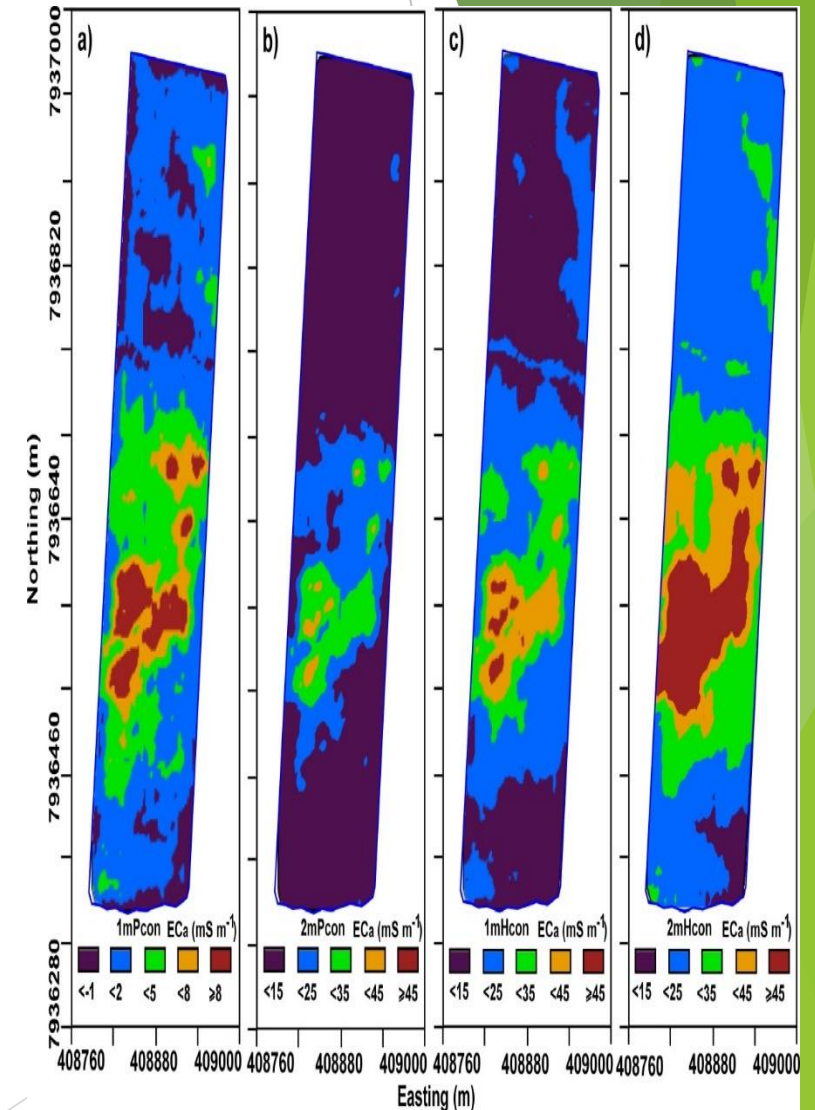 a)
b)
c)
d)
7937000
7936820
7936640
7936460
7936280
Northing (m)
1mPcon ECa (mS m⁻¹)
<-1 <2 <5 <8 ≥8
2mPcon ECa (mS m⁻¹)
<15 <25 <35 <45 ≥45
1mHcon ECa (mS m⁻¹)
<15 <25 <35 <45 ≥45
2mHcon ECa (mS m⁻¹)
<15 <25 <35 <45 ≥45
408760 408880 409000
408760 408880 409000
408760 408880 409000
408760 408880 409000
Easting (m)